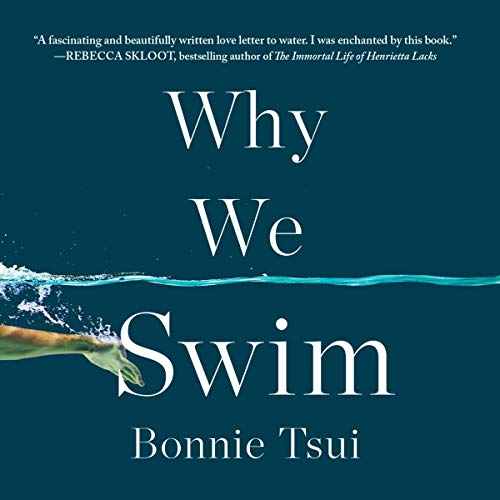 “A fascinating and beautifully written love letter to water. I was enchanted by this book.”
—REBECCA SKLOOT, bestselling author of The Immortal Life of Henrietta Lacks
Why
We
Swim
Bonnie Tsui